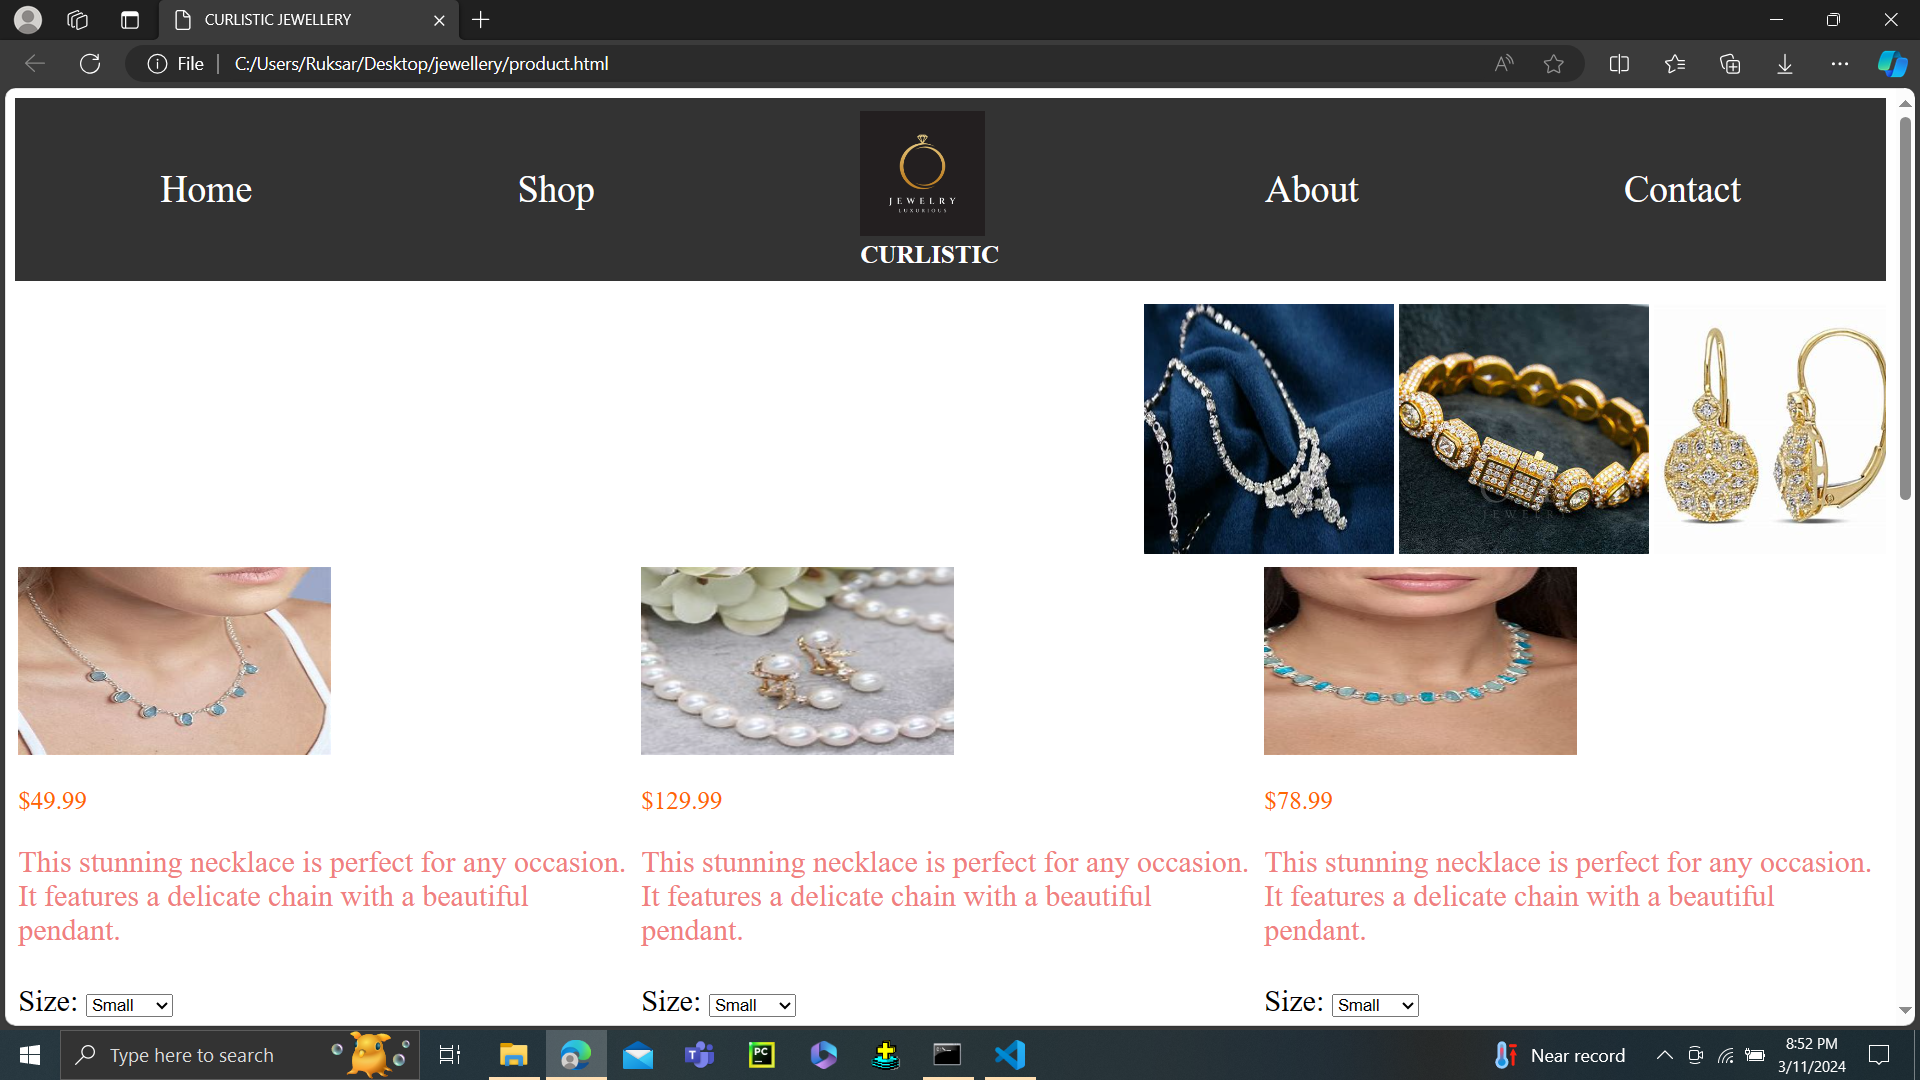 CURLISTIC JEWELLERY
File
C:/Users/Ruksar/Desktop/jewellery/product.html
Home
Shop
JEWELRY
LUXURIOUS
CURLISTIC
About
Contact
JEWELRY
$49.99
$129.99
$78.99
This stunning necklace is perfect for any occasion.
It features a delicate chain with a beautiful
pendant.
This stunning necklace is perfect for any occasion.
It features a delicate chain with a beautiful
pendant.
This stunning necklace is perfect for any occasion.
It features a delicate chain with a beautiful
pendant.
Size: Small
Size: Small
Size: Small
Type here to search
PC
Near record
8:52 PM
3/11/2024